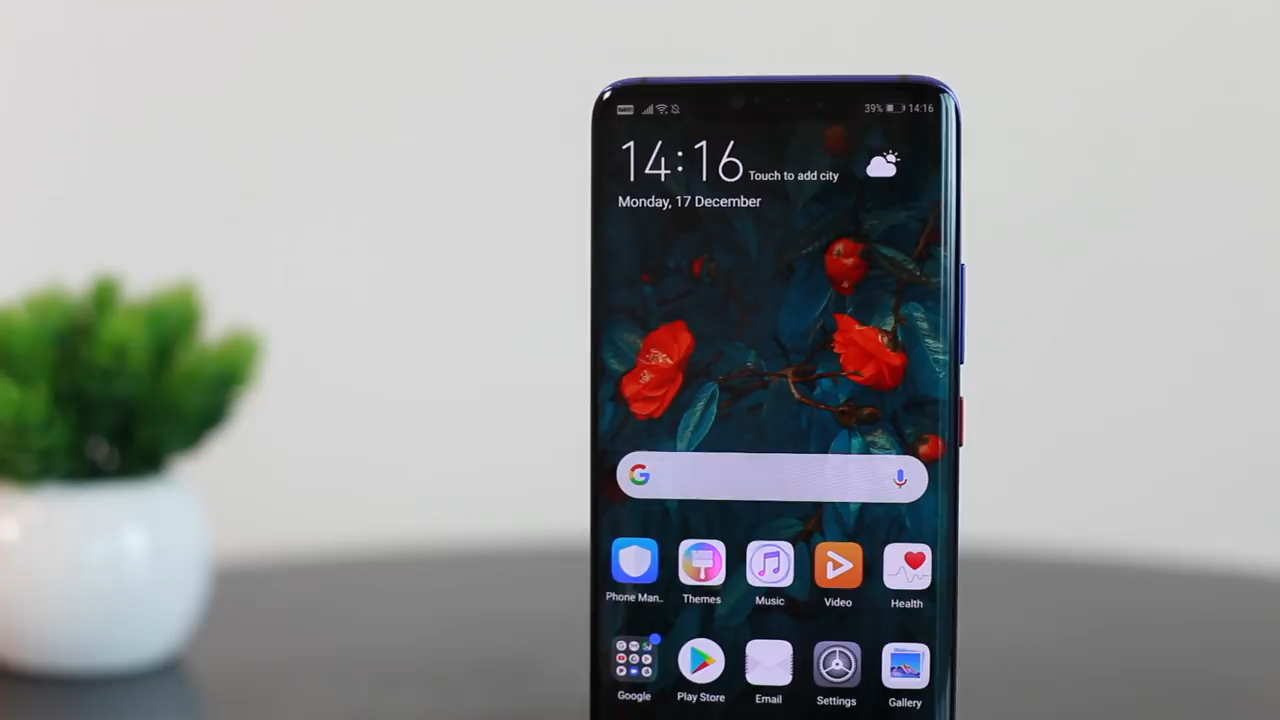 39% 14:16
14:16 Touch to add city
Monday, 17 December
G
Phone Man..
Themes
Music
Video
Health
Google
Play Store
Email
Settings
Gallery